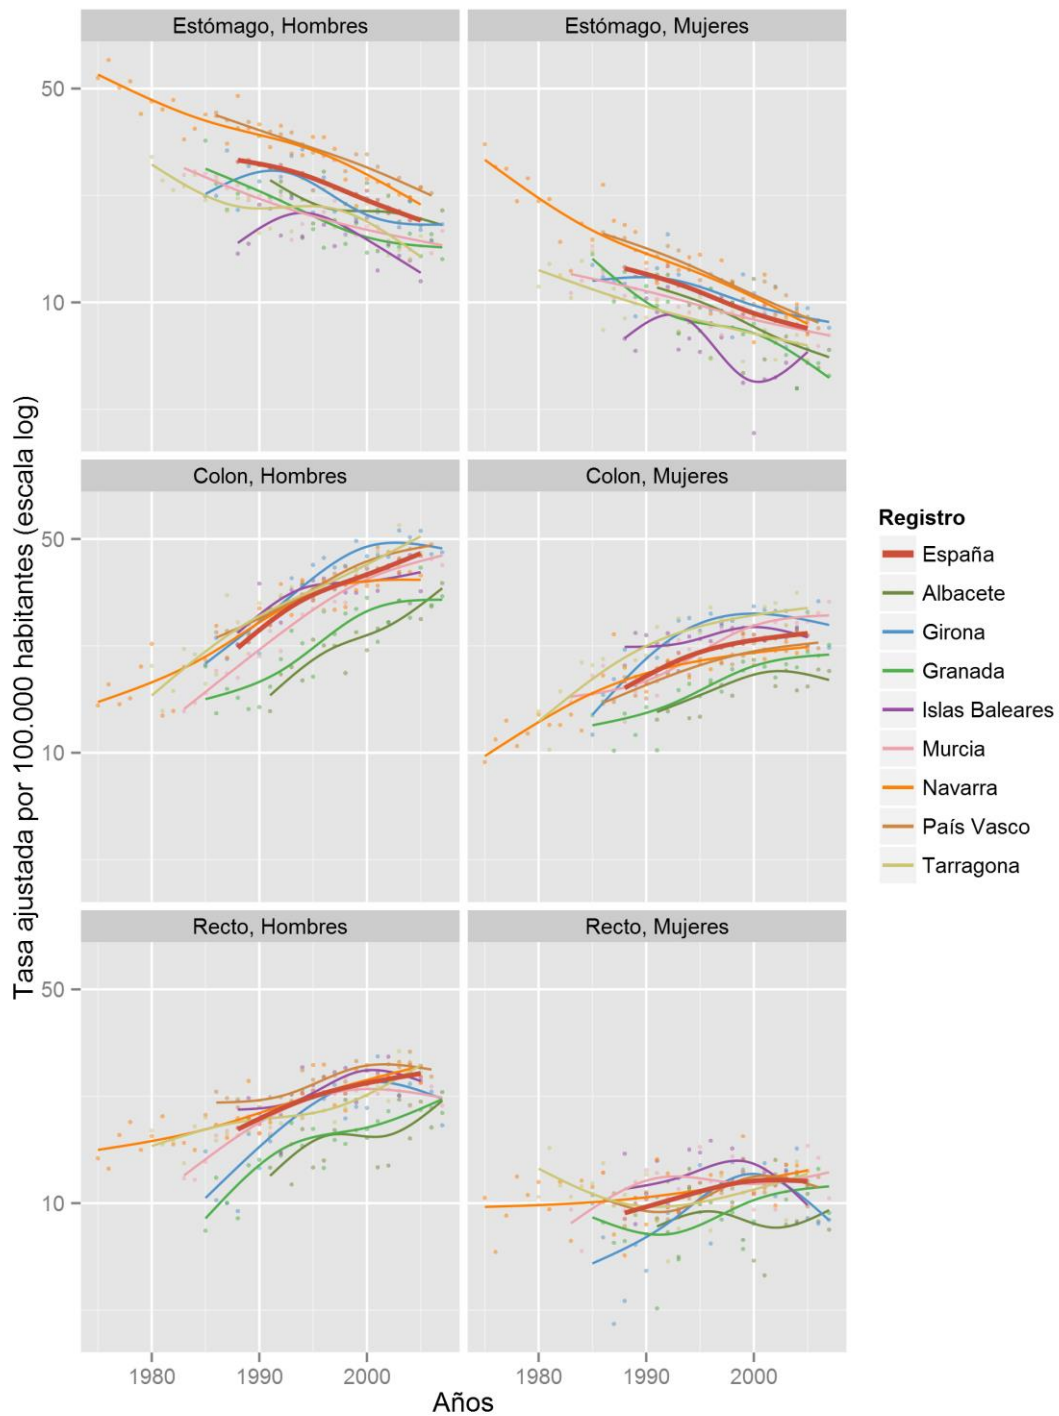 Estómago, Hombres
Estómago, Mujeres
50
10
Colon, Hombres
Colon, Mujeres
50
10
Recto, Hombres
Recto, Mujeres
50
10
1980
1990
2000
1980
1990
2000
Años
Tasa ajustada por 100.000 habitantes (escala log)
Registro
España
Albacete
Girona
Granada
Islas Baleares
Murcia
Navarra
País Vasco
Tarragona